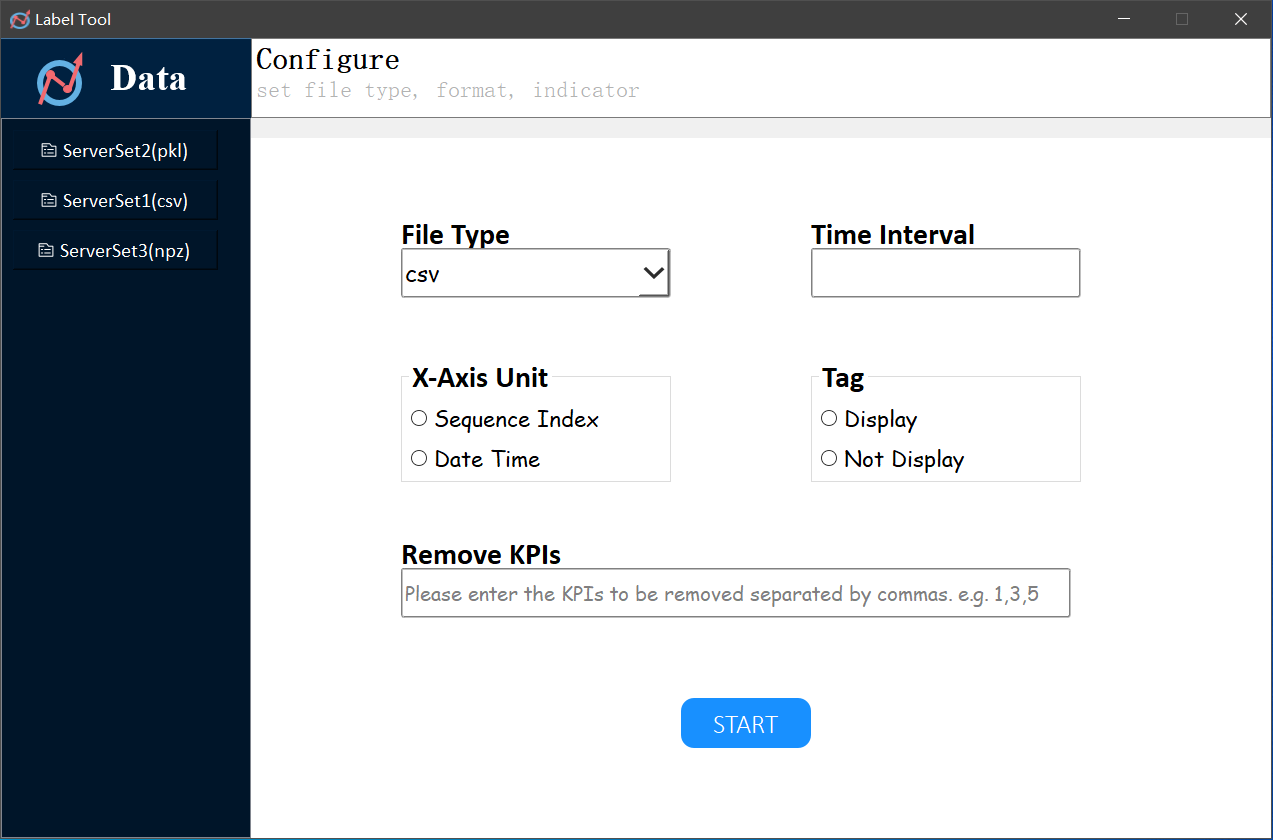 Label Tool
Data
Configure
set file type, format, indicator
ServerSet2(pkl)
ServerSet1(csv)
ServerSet3(npz)
File Type
Time Interval
csv
X-Axis Unit
Tag
Sequence Index
Display
Date Time
Not Display
Remove KPIs
Please enter the KPIs to be removed separated by commas. e.g. 1,3,5
START